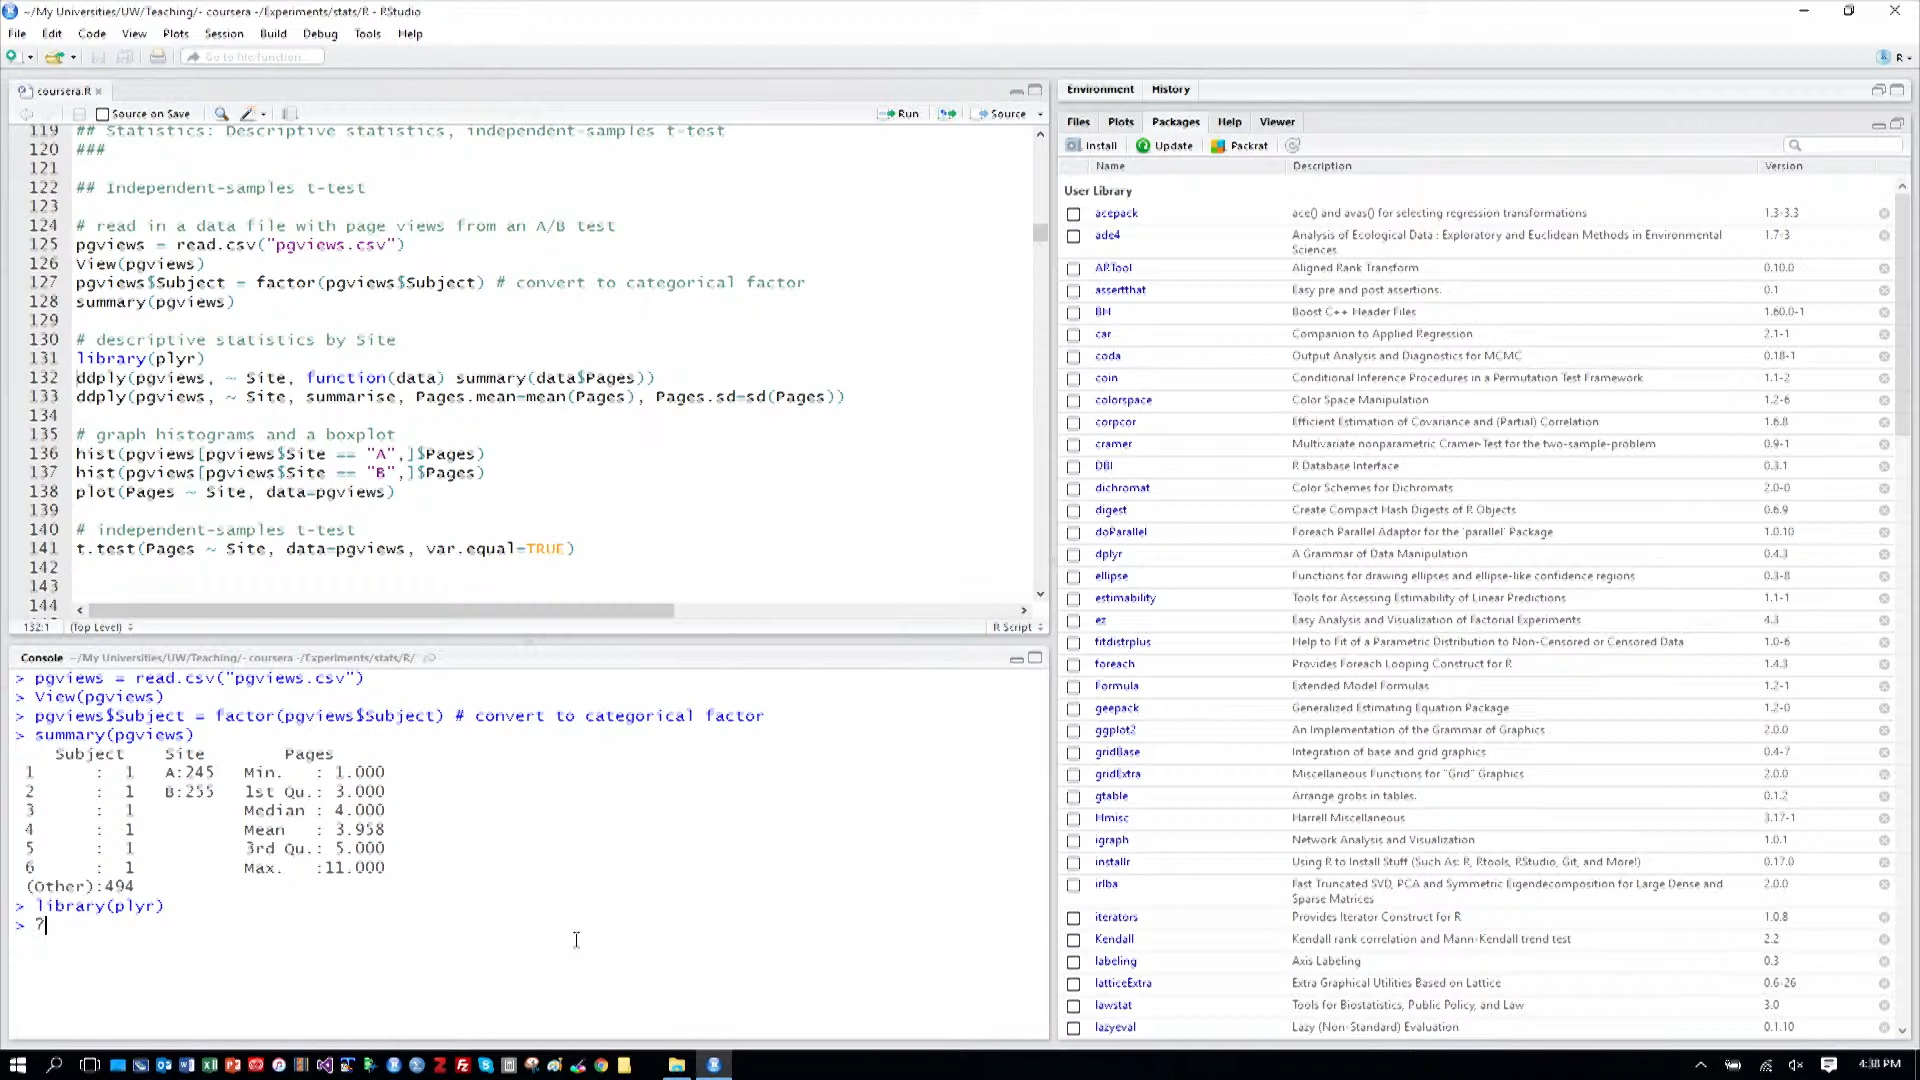 ~/My Universities/UW/Teaching/- coursera -/Experiments/stats/R - RStudio
File Edit Code View Plots Session Build Debug Tools Help
Go to file/function
R
coursera.R
Source on Save
Run
Source
119 ## Statistics: Descriptive statistics, independent-samples t-test
120 ###
121
122 ## Independent-samples t-test
123
124 # read in a data file with page views from an A/B test
125 pgviews = read.csv("pgviews.csv")
126 View(pgviews)
127 pgviews$Subject = factor(pgviews$Subject) # convert to categorical factor
128 summary(pgviews)
129
130 # descriptive statistics by Site
131 library(plyr)
132 ddply(pgviews, ~ Site, function(data) summary(data$Pages))
133 ddply(pgviews, ~ Site, summarise, Pages.mean=mean(Pages), Pages.sd=sd(Pages))
134
135 # graph histograms and a boxplot
136 hist(pgviews[pgviews$Site == "A",]$Pages)
137 hist(pgviews[pgviews$Site == "B",]$Pages)
138 plot(Pages ~ Site, data=pgviews)
139
140 # independent-samples t-test
141 t.test(Pages ~ Site, data=pgviews, var.equal=TRUE)
142
143
144
132:1 (Top Level) R Script
Console ~/My Universities/UW/Teaching/- coursera -/Experiments/stats/R/
> pgviews = read.csv("pgviews.csv")
> View(pgviews)
> pgviews$Subject = factor(pgviews$Subject) # convert to categorical factor
> summary(pgviews)
Subject Site Pages
1 : 1 A:245 Min. : 1.000
2 : 1 B:255 1st Qu.: 3.000
3 : 1 Median : 4.000
4 : 1 Mean : 3.958
5 : 1 3rd Qu.: 5.000
6 : 1 Max. :11.000
(Other):494
> library(plyr)
> ?
Environment History
Files Plots Packages Help Viewer
Install Update Packrat
Name Description Version
User Library
acepack ace() and avas() for selecting regression transformations 1.3-3.3
ade4 Analysis of Ecological Data : Exploratory and Euclidean Methods in Environmental Sciences 1.7-3
ARTool Aligned Rank Transform 0.10.0
assertthat Easy pre and post assertions. 0.1
BH Boost C++ Header Files 1.60.0-1
car Companion to Applied Regression 2.1-1
coda Output Analysis and Diagnostics for MCMC 0.18-1
coin Conditional Inference Procedures in a Permutation Test Framework 1.1-2
colorspace Color Space Manipulation 1.2-6
corpcor Efficient Estimation of Covariance and (Partial) Correlation 1.6.8
cramer Multivariate nonparametric Cramer-Test for the two-sample-problem 0.9-1
DBI R Database Interface 0.3.1
dichromat Color Schemes for Dichromats 2.0-0
digest Create Compact Hash Digests of R Objects 0.6.9
doParallel Foreach Parallel Adaptor for the 'parallel' Package 1.0.10
dplyr A Grammar of Data Manipulation 0.4.3
ellipse Functions for drawing ellipses and ellipse-like confidence regions 0.3-8
estimability Tools for Assessing Estimability of Linear Predictions 1.1-1
ez Easy Analysis and Visualization of Factorial Experiments 4.3
fitdistrplus Help to Fit of a Parametric Distribution to Non-Censored or Censored Data 1.0-6
foreach Provides Foreach Looping Construct for R 1.4.3
Formula Extended Model Formulas 1.2-1
geepack Generalized Estimating Equation Package 1.2-0
ggplot2 An Implementation of the Grammar of Graphics 2.0.0
gridBase Integration of base and grid graphics 0.4-7
gridExtra Miscellaneous Functions for "Grid" Graphics 2.0.0
gtable Arrange grobs in tables. 0.1.2
Hmisc Harrell Miscellaneous 3.17-1
igraph Network Analysis and Visualization 1.0.1
installr Using R to Install Stuff (Such As: R, Rtools, RStudio, Git, and More!) 0.17.0
irlba Fast Truncated SVD, PCA and Symmetric Eigendecomposition for Large Dense and Sparse Matrices 2.0.0
iterators Provides Iterator Construct for R 1.0.8
Kendall Kendall rank correlation and Mann-Kendall trend test 2.2
labeling Axis Labeling 0.3
latticeExtra Extra Graphical Utilities Based on Lattice 0.6-26
lawstat Tools for Biostatistics, Public Policy, and Law 3.0
lazyeval Lazy (Non-Standard) Evaluation 0.1.10
4:38 PM